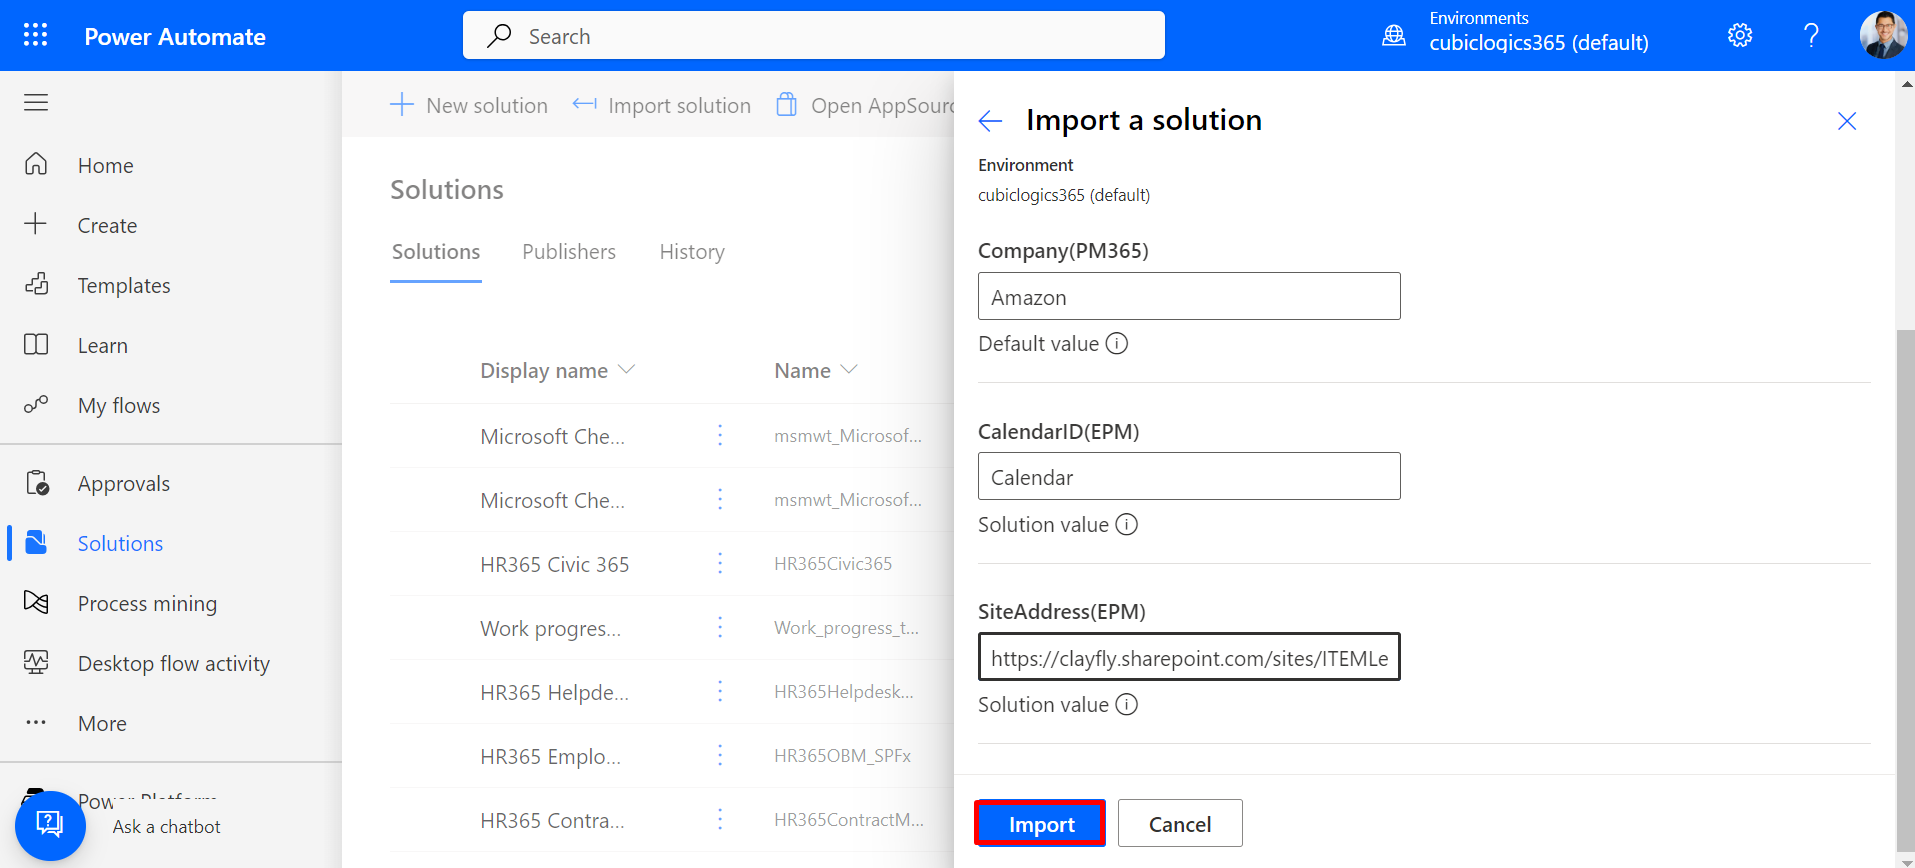 Power Automate
Search
Environments
cubiclogics365 (default)
Home
Create
Templates
Learn
My flows
Approvals
Solutions
Process mining
Desktop flow activity
More
Ask a chatbot
New solution
Import solution
Open AppSourc
Solutions
Solutions
Publishers
History
Display name
Name
Microsoft Che...
msmwt_Microsof...
Microsoft Che...
msmwt_Microsof...
HR365 Civic 365
HR365Civic365
Work progres...
Work_progress_t...
HR365 Helpde...
HR365Helpdesk...
HR365 Emplo...
HR365OBM_SPFx
HR365 Contra...
HR365ContractM...
Import a solution
Environment
cubiclogics365 (default)
Company(PM365)
Amazon
Default value
CalendarID(EPM)
Calendar
Solution value
SiteAddress(EPM)
https://clayfly.sharepoint.com/sites/ITEMLe
Solution value
Import
Cancel